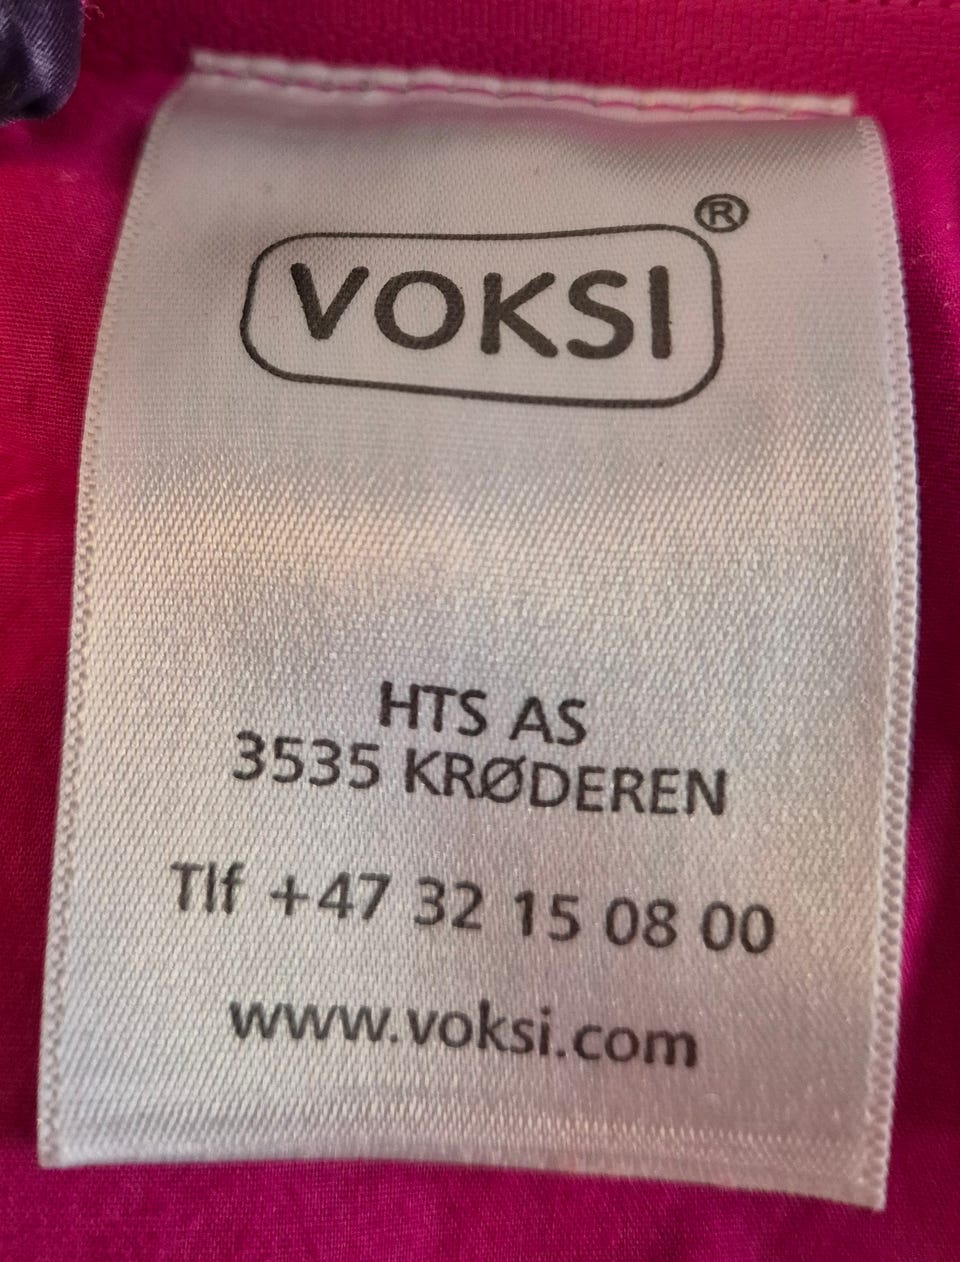 VOKSI®
HTS AS
3535 KRØDEREN
Tlf +47 32 15 08 00
www.voksi.com